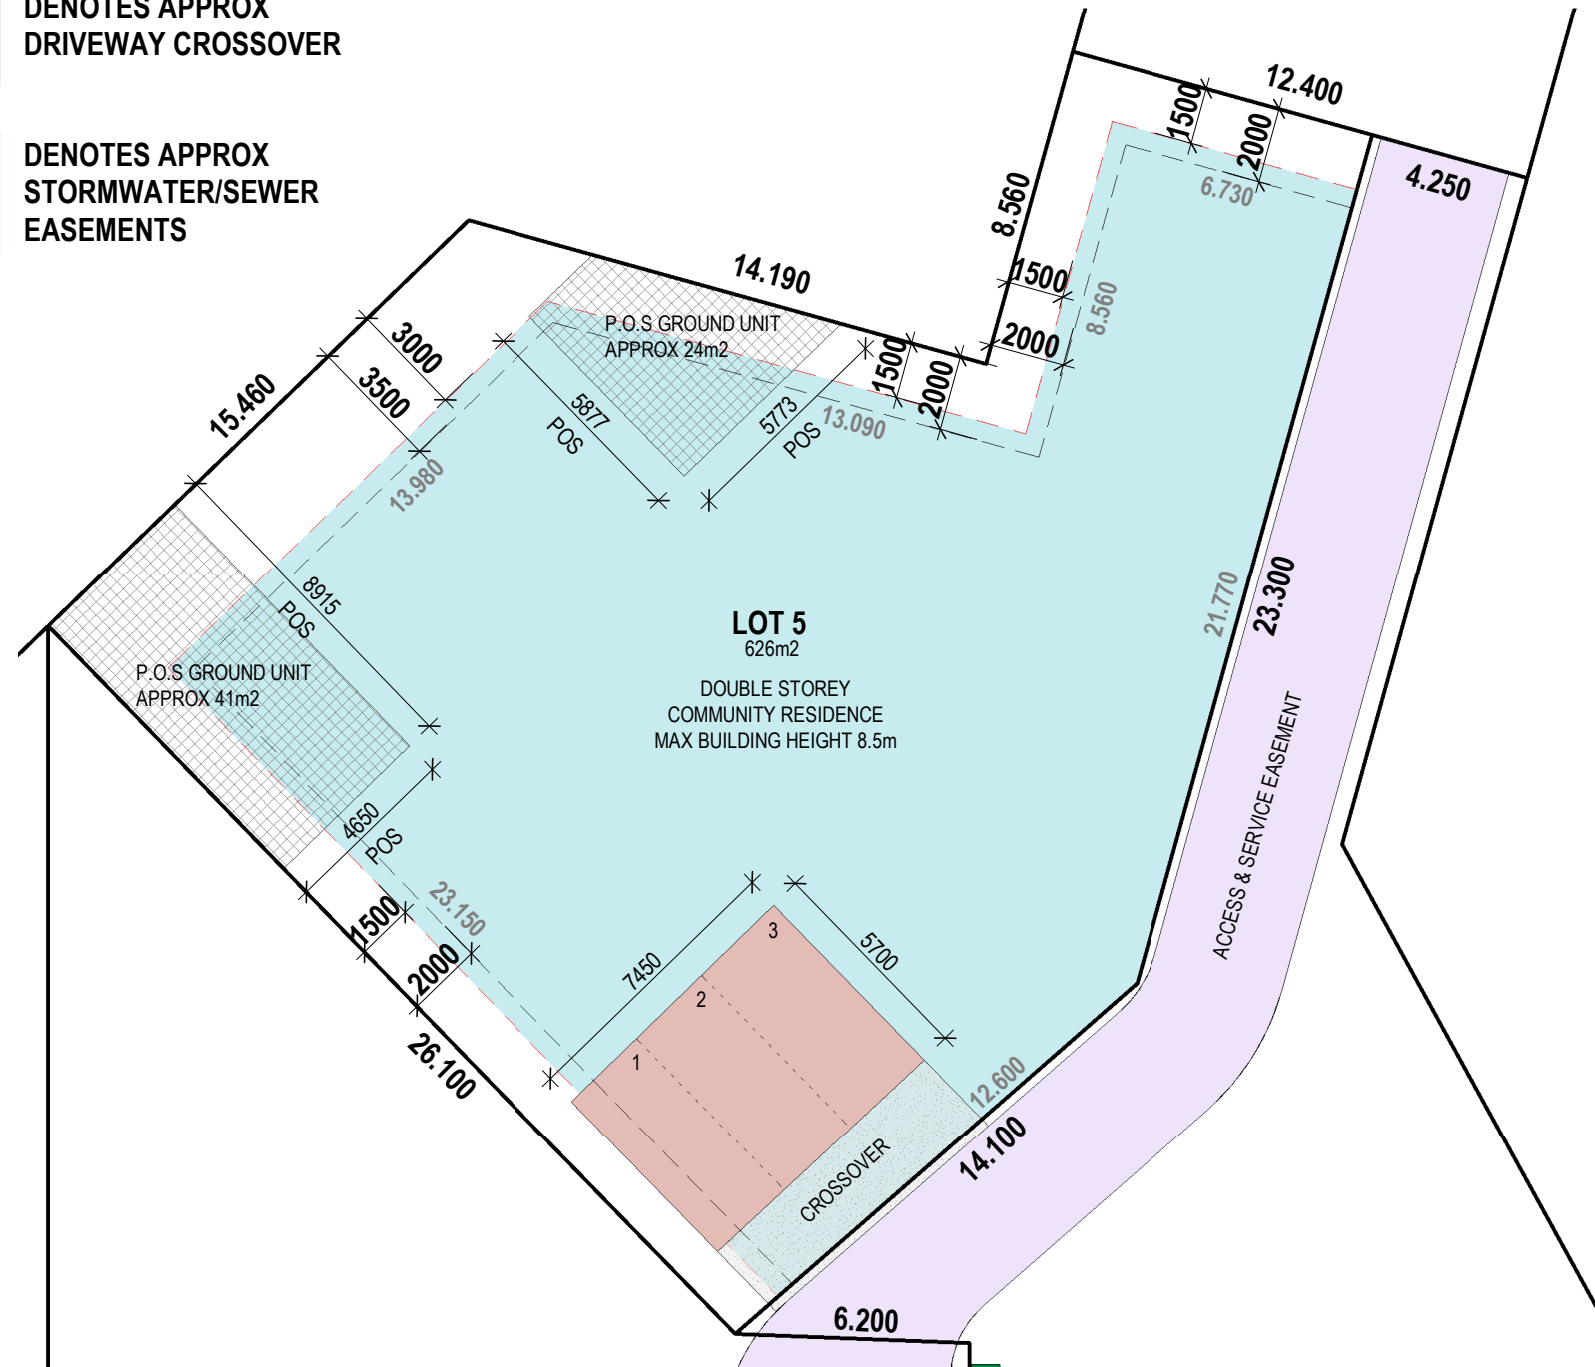 DENOTES APPROX
DRIVEWAY CROSSOVER
DENOTES APPROX
STORMWATER/SEWER
EASEMENTS
12.400
1500
2000
6.730
4.250
8.560
1500
8.560
2000
14.190
P.O.S GROUND UNIT
APPROX 24m2
1500
2000
13.090
3000
3500
15.460
13.980
5877
POS
5773
POS
8915
POS
P.O.S GROUND UNIT
APPROX 41m2
4650
POS
LOT 5
626m2
DOUBLE STOREY
COMMUNITY RESIDENCE
MAX BUILDING HEIGHT 8.5m
21.770
23.300
ACCESS & SERVICE EASEMENT
1500
2000
23.150
26.100
7450
5700
3
2
1
CROSSOVER
12.600
14.100
6.200